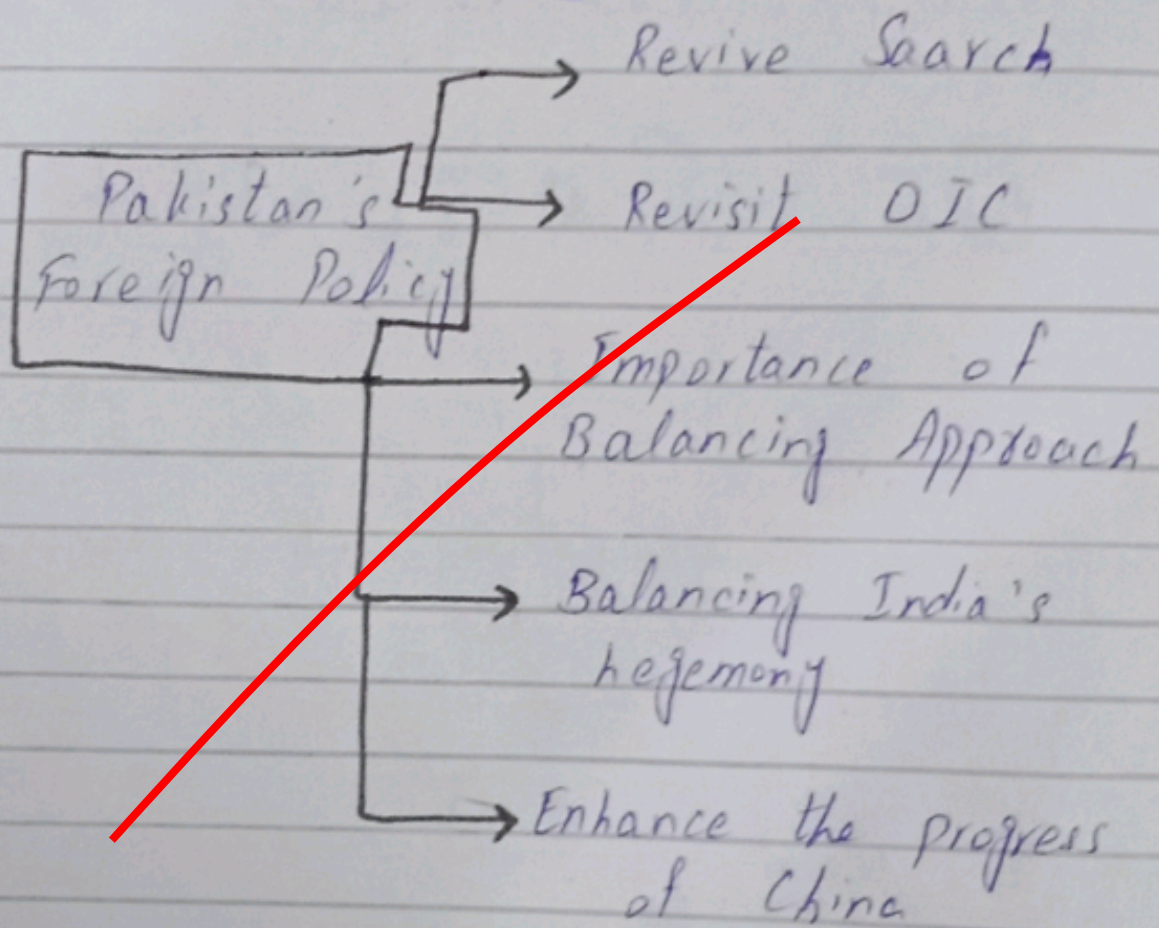 Revive Saarch
Pakistan's
Revisit OIC
Foreign Policy
Importance of
Balancing Approach
Balancing India's
hegemony
Enhance the progress
of China